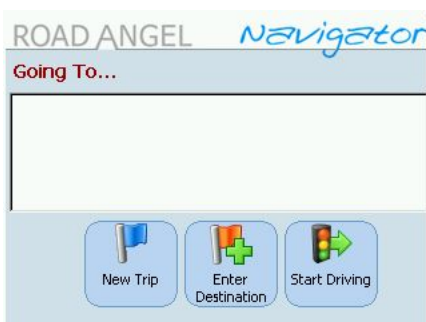 ROAD ANGEL Navigator
Going To...
New Trip
Enter
Destination
Start Driving